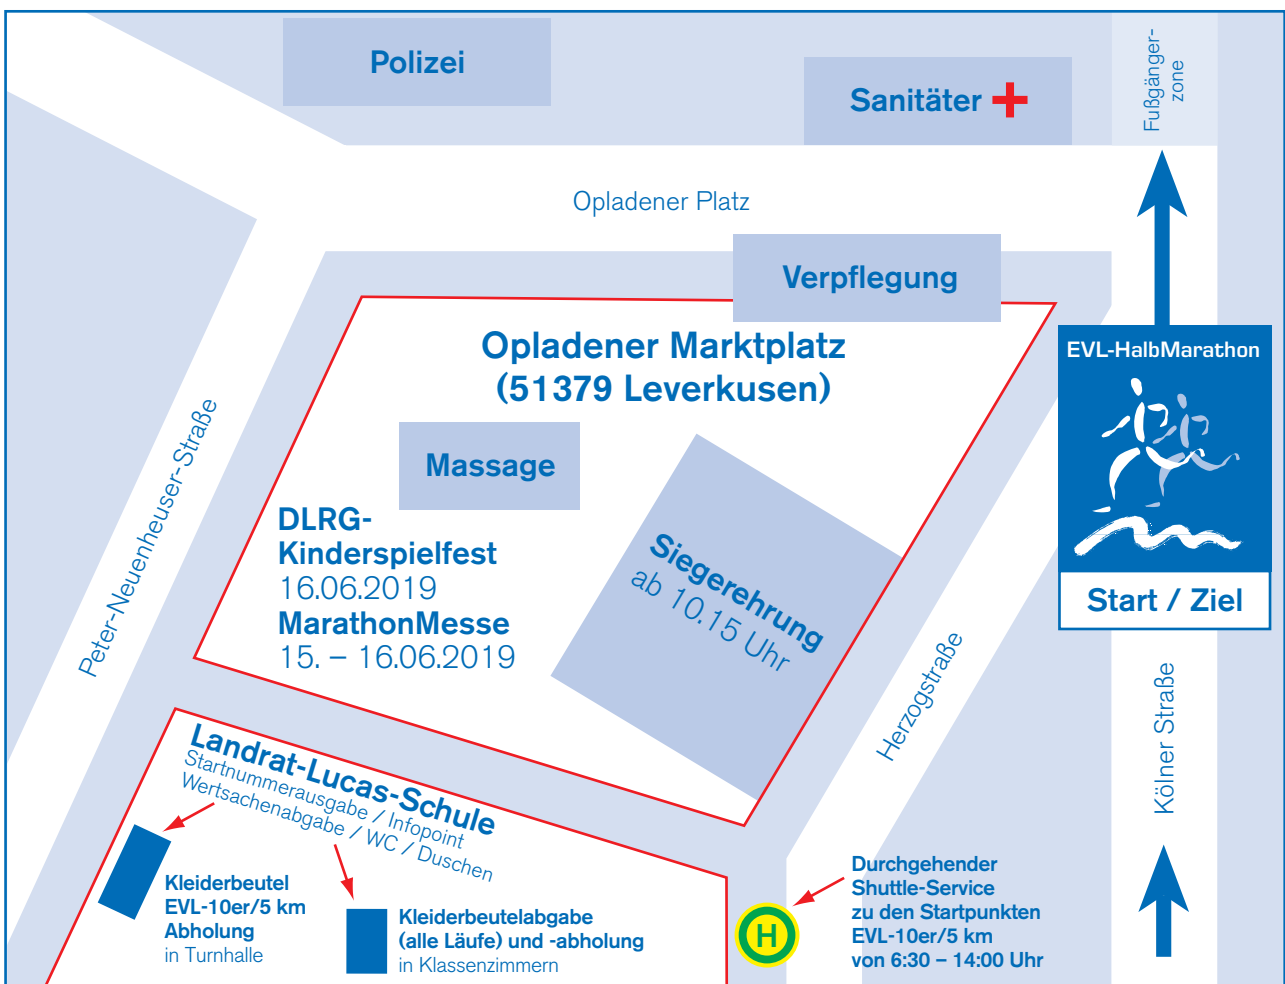 Polizei
Sanitäter
Fußgänger-
zone
Opladener Platz
Verpflegung
Opladener Marktplatz
(51379 Leverkusen)
EVL-HalbMarathon
Start / Ziel
Massage
DLRG-
Kinderspielfest
16.06.2019
MarathonMesse
15. – 16.06.2019
Siegerehrung
ab 10.15 Uhr
Peter-Neuenheuser-Straße
Herzogstraße
Kölner Straße
Landrat-Lucas-Schule
Startnummerausgabe / Infopoint
Wertsachenabgabe / WC / Duschen
Kleiderbeutel
EVL-10er/5 km
Abholung
in Turnhalle
Kleiderbeutelabgabe
(alle Läufe) und -abholung
in Klassenzimmern
H
Durchgehender
Shuttle-Service
zu den Startpunkten
EVL-10er/5 km
von 6:30 – 14:00 Uhr